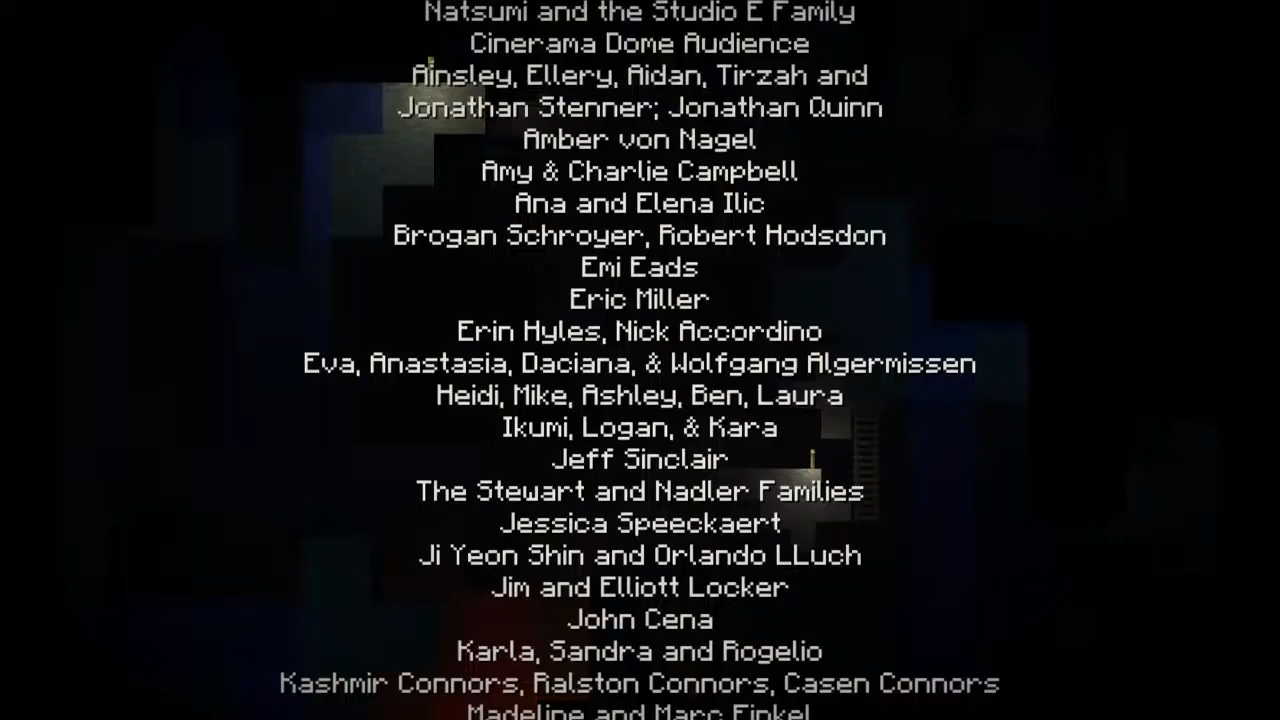 Natsumi and the Studio E Family
Cinerama Dome Audience
Ainsley, Ellery, Aidan, Tirzah and
Jonathan Stenner; Jonathan Quinn
Amber von Nagel
Amy & Charlie Campbell
Ana and Elena Ilic
Brogan Schroyer, Robert Hodsdon
Emi Eads
Eric Miller
Erin Hyles, Nick Accordino
Eva, Anastasia, Daciana, & Wolfgang Algermissen
Heidi, Mike, Ashley, Ben, Laura
Ikumi, Logan, & Kara
Jeff Sinclair
The Stewart and Nadler Families
Jessica Speeckaert
Ji Yeon Shin and Orlando LLuch
Jim and Elliott Locker
John Cena
Karla, Sandra and Rogelio
Kashmir Connors, Ralston Connors, Casen Connors
Madeline and Marc Finkel